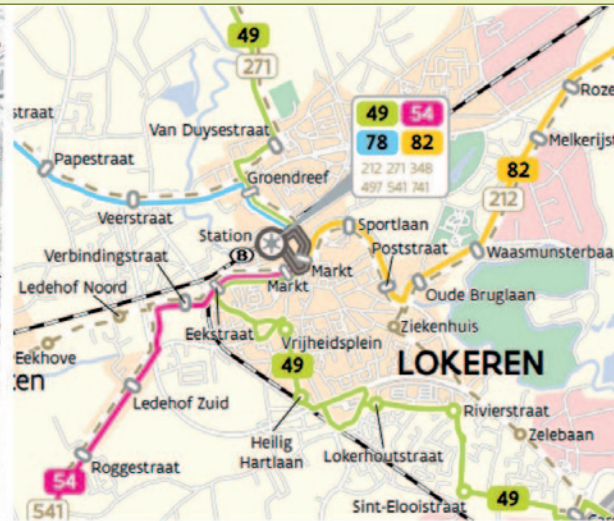 49
271
straat
Van Duysestraat
49 54
78 82
212 271 348
497 541 741
Roze
Melkerijst
Papestraat
Groendreef
82
212
Veerstraat
Station
Sportlaan
Poststraat
Waasmunsterbaa
Verbindingstraat
B
Markt
Markt
Ledehof Noord
Oude Bruglaan
Eekstraat
Vrijheidsplein
Ziekenhuis
Eekhove
ten
LOKEREN
49
Ledehof Zuid
Rivierstraat
Heilig
Hartlaan
Lokerhoutstraat
Zelebaan
Roggestraat
54
541
Sint-Elooistraat
49